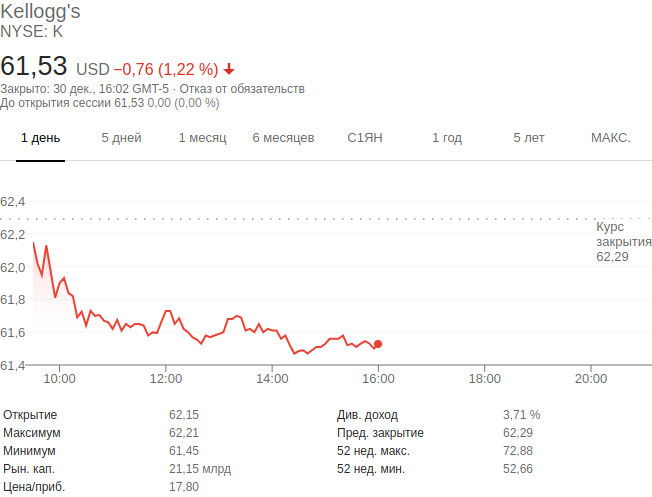 Kellogg's
NYSE: K
61,53 USD −0,76 (1,22 %)
Закрыто: 30 дек., 16:02 GMT-5 · Отказ от обязательств
До открытия сессии 61,53 0,00 (0,00 %)
1 день 5 дней 1 месяц 6 месяцев С1ЯН 1 год 5 лет МАКС.
62,4
62,2
62,0
61,8
61,6
61,4
Курс
закрытия
62,29
10:00 12:00 14:00 16:00 18:00 20:00
Открытие 62,15 Див. доход 3,71 %
Максимум 62,21 Пред. закрытие 62,29
Минимум 61,45 52 нед. макс. 72,88
Рын. кап. 21,15 млрд 52 нед. мин. 52,66
Цена/приб. 17,80